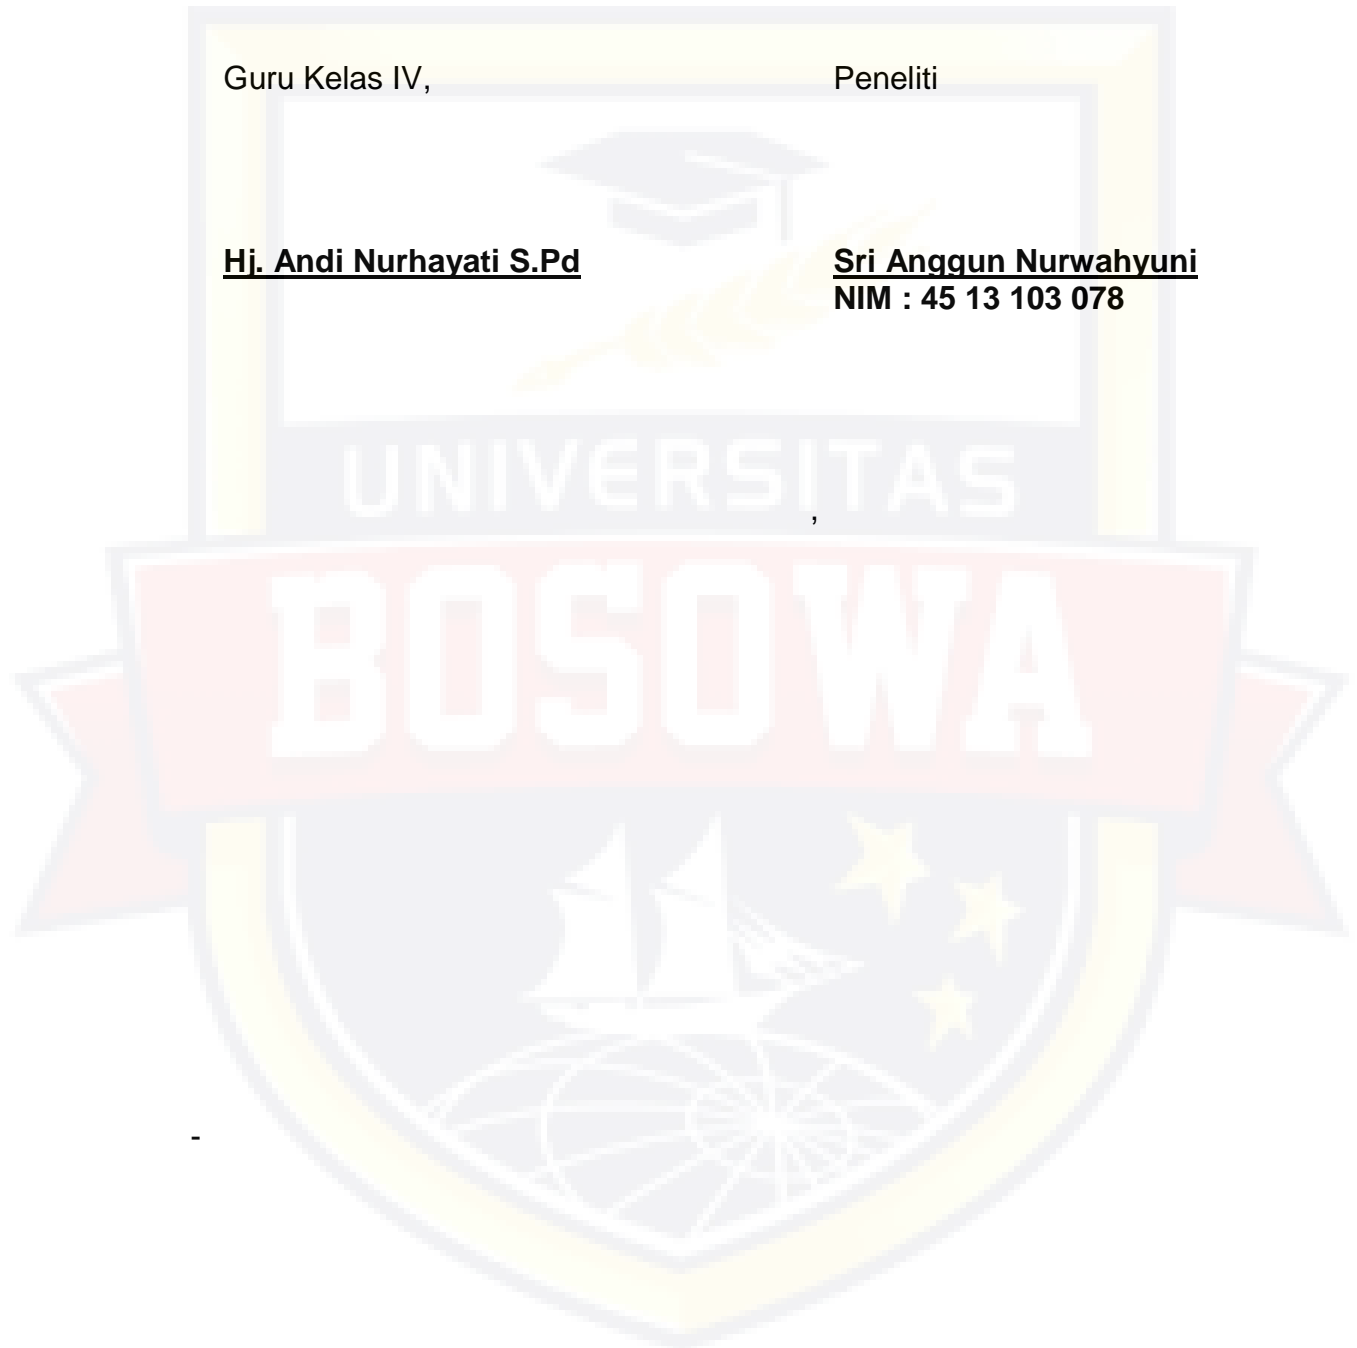 Guru Kelas IV, Peneliti
Hj. Andi Nurhayati S.Pd Sri Anggun Nurwahyuni
NIM : 45 13 103 078
UNIVERSITAS
,
BOSOWA
-